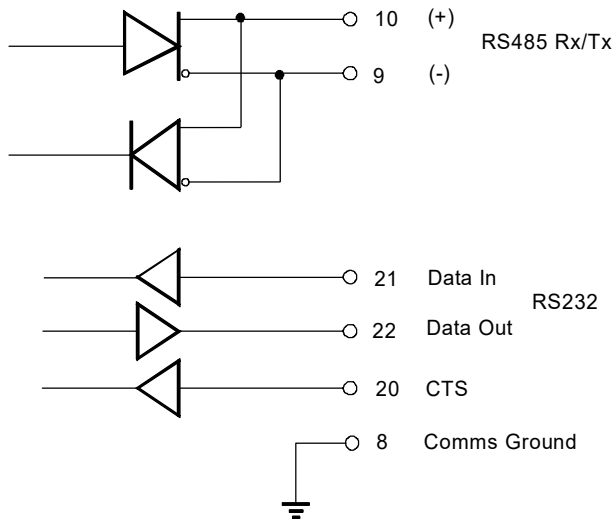 10 (+)
RS485 Rx/Tx
9 (-)
21 Data In
RS232
22 Data Out
20 CTS
8 Comms Ground